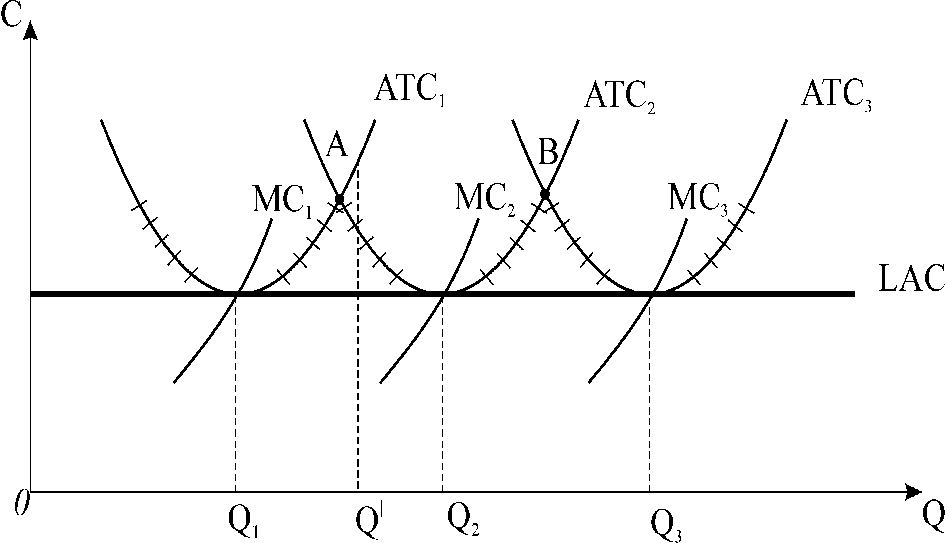 C
ATC₁
ATC₂
ATC₃
A
B
MC₁
MC₂
MC₃
LAC
0
Q₁
Q|
Q₂
Q₃
Q